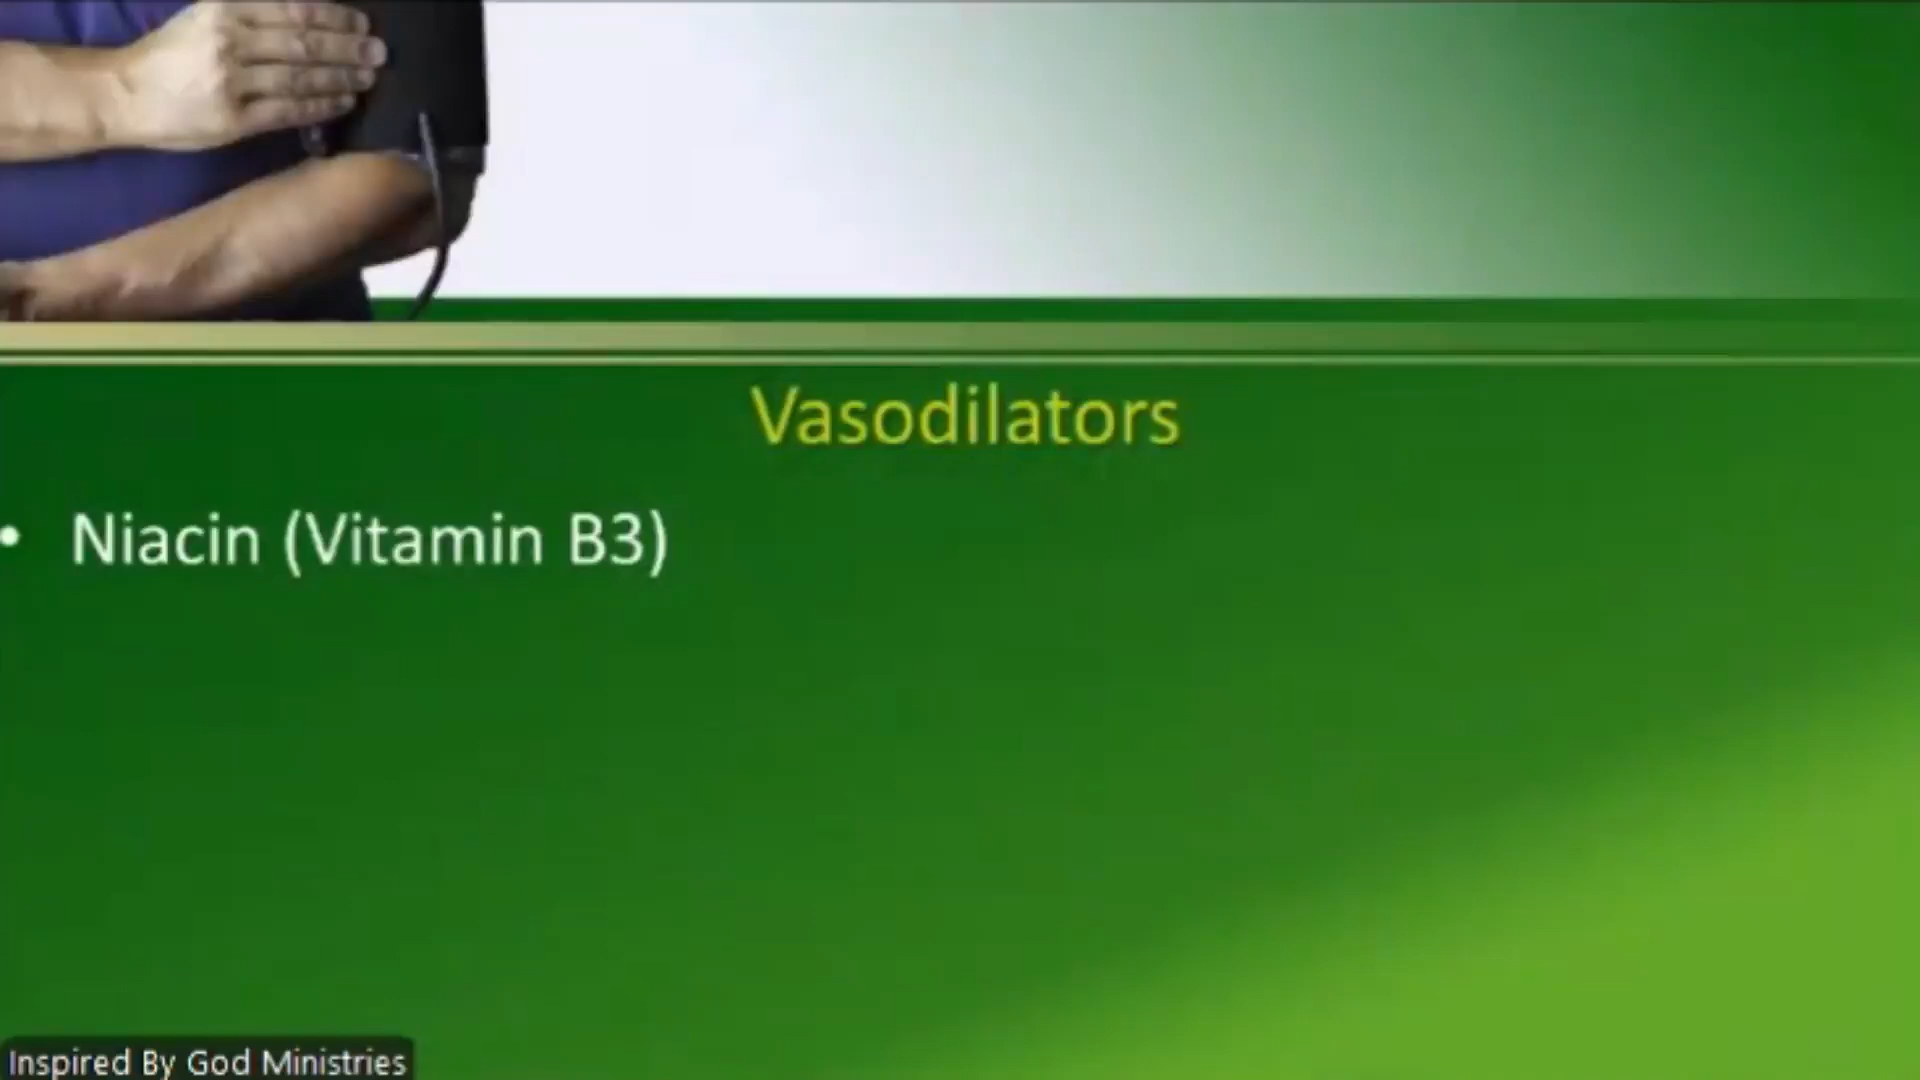 Vasodilators
• Niacin (Vitamin B3)
Inspired By God Ministries